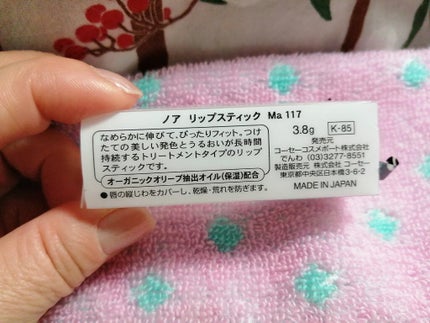 ノア リップスティック Ma 117
なめらかに伸びて、ぴったりフィット。つけ
たての美しい発色とうるおいが長時間
持続するトリートメントタイプのリップ
スティックです。
オーガニックオリーブ抽出オイル(保湿)配合
●唇の縦じわをカバーし、乾燥・荒れを防ぎます。
3.8g K-85
発売元
コーセーコスメポート株式会社
でんわ (03)3277-8551
製造販売元 株式会社 コーセー
東京都中央区日本橋3-6-2
MADE IN JAPAN